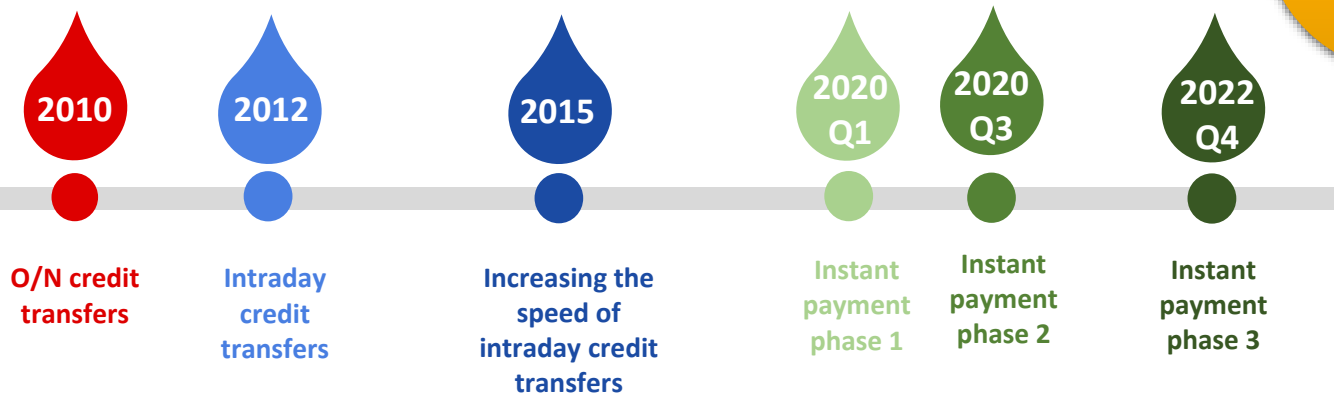 2010
2012
2015
2020
Q1
2020
Q3
2022
Q4
O/N credit
transfers
Intraday
credit
transfers
Increasing the
speed of
intraday credit
transfers
Instant
payment
phase 1
Instant
payment
phase 2
Instant
payment
phase 3